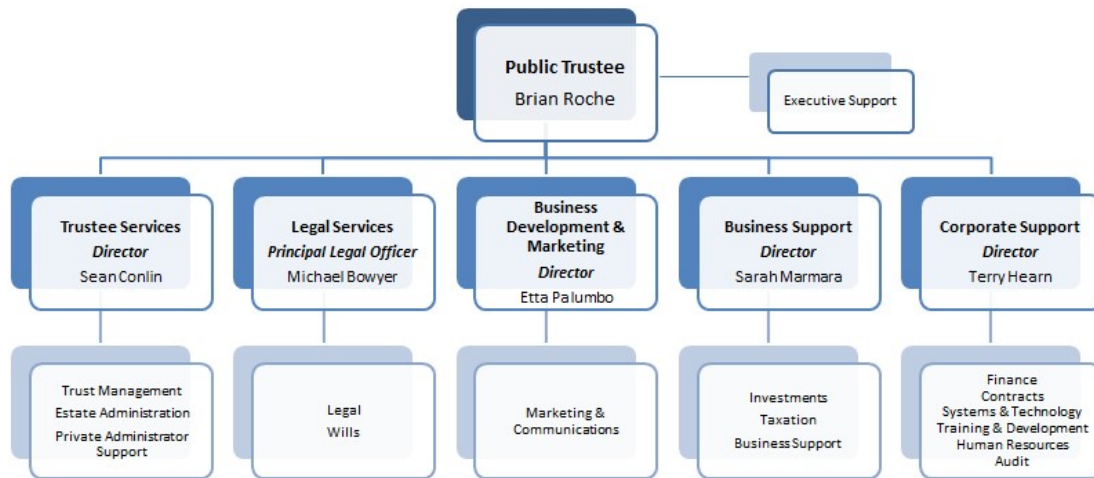 Public Trustee
Brian Roche
Executive Support
Trustee Services
Director
Sean Conlin
Legal Services
Principal Legal Officer
Michael Bowyer
Business
Development &
Marketing
Director
Etta Palumbo
Business Support
Director
Sarah Marmara
Corporate Support
Director
Terry Hearn
Trust Management
Estate Administration
Private Administrator
Support
Legal
Wills
Marketing &
Communications
Investments
Taxation
Business Support
Finance
Contracts
Systems & Technology
Training & Development
Human Resources
Audit